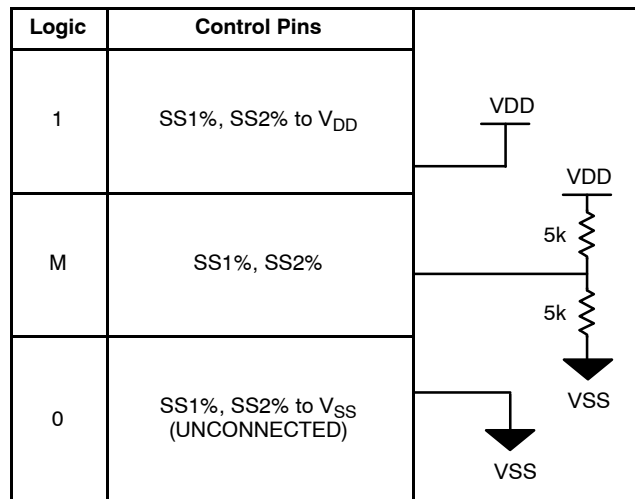 Logic Control Pins
1 SS1%, SS2% to VDD
VDD
VDD
5k
M SS1%, SS2%
5k
VSS
0 SS1%, SS2% to VSS
(UNCONNECTED)
VSS